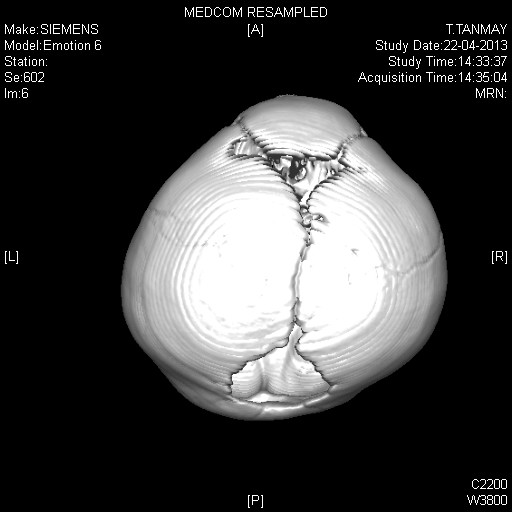 MEDCOM RESAMPLED
[A]
Make:SIEMENS
Model:Emotion 6
Station:
Se:602
Im:6
T.TANMAY
Study Date:22-04-2013
Study Time:14:33:37
Acquisition Time:14:35:04
MRN:
[L]
[R]
[P]
C2200
W3800